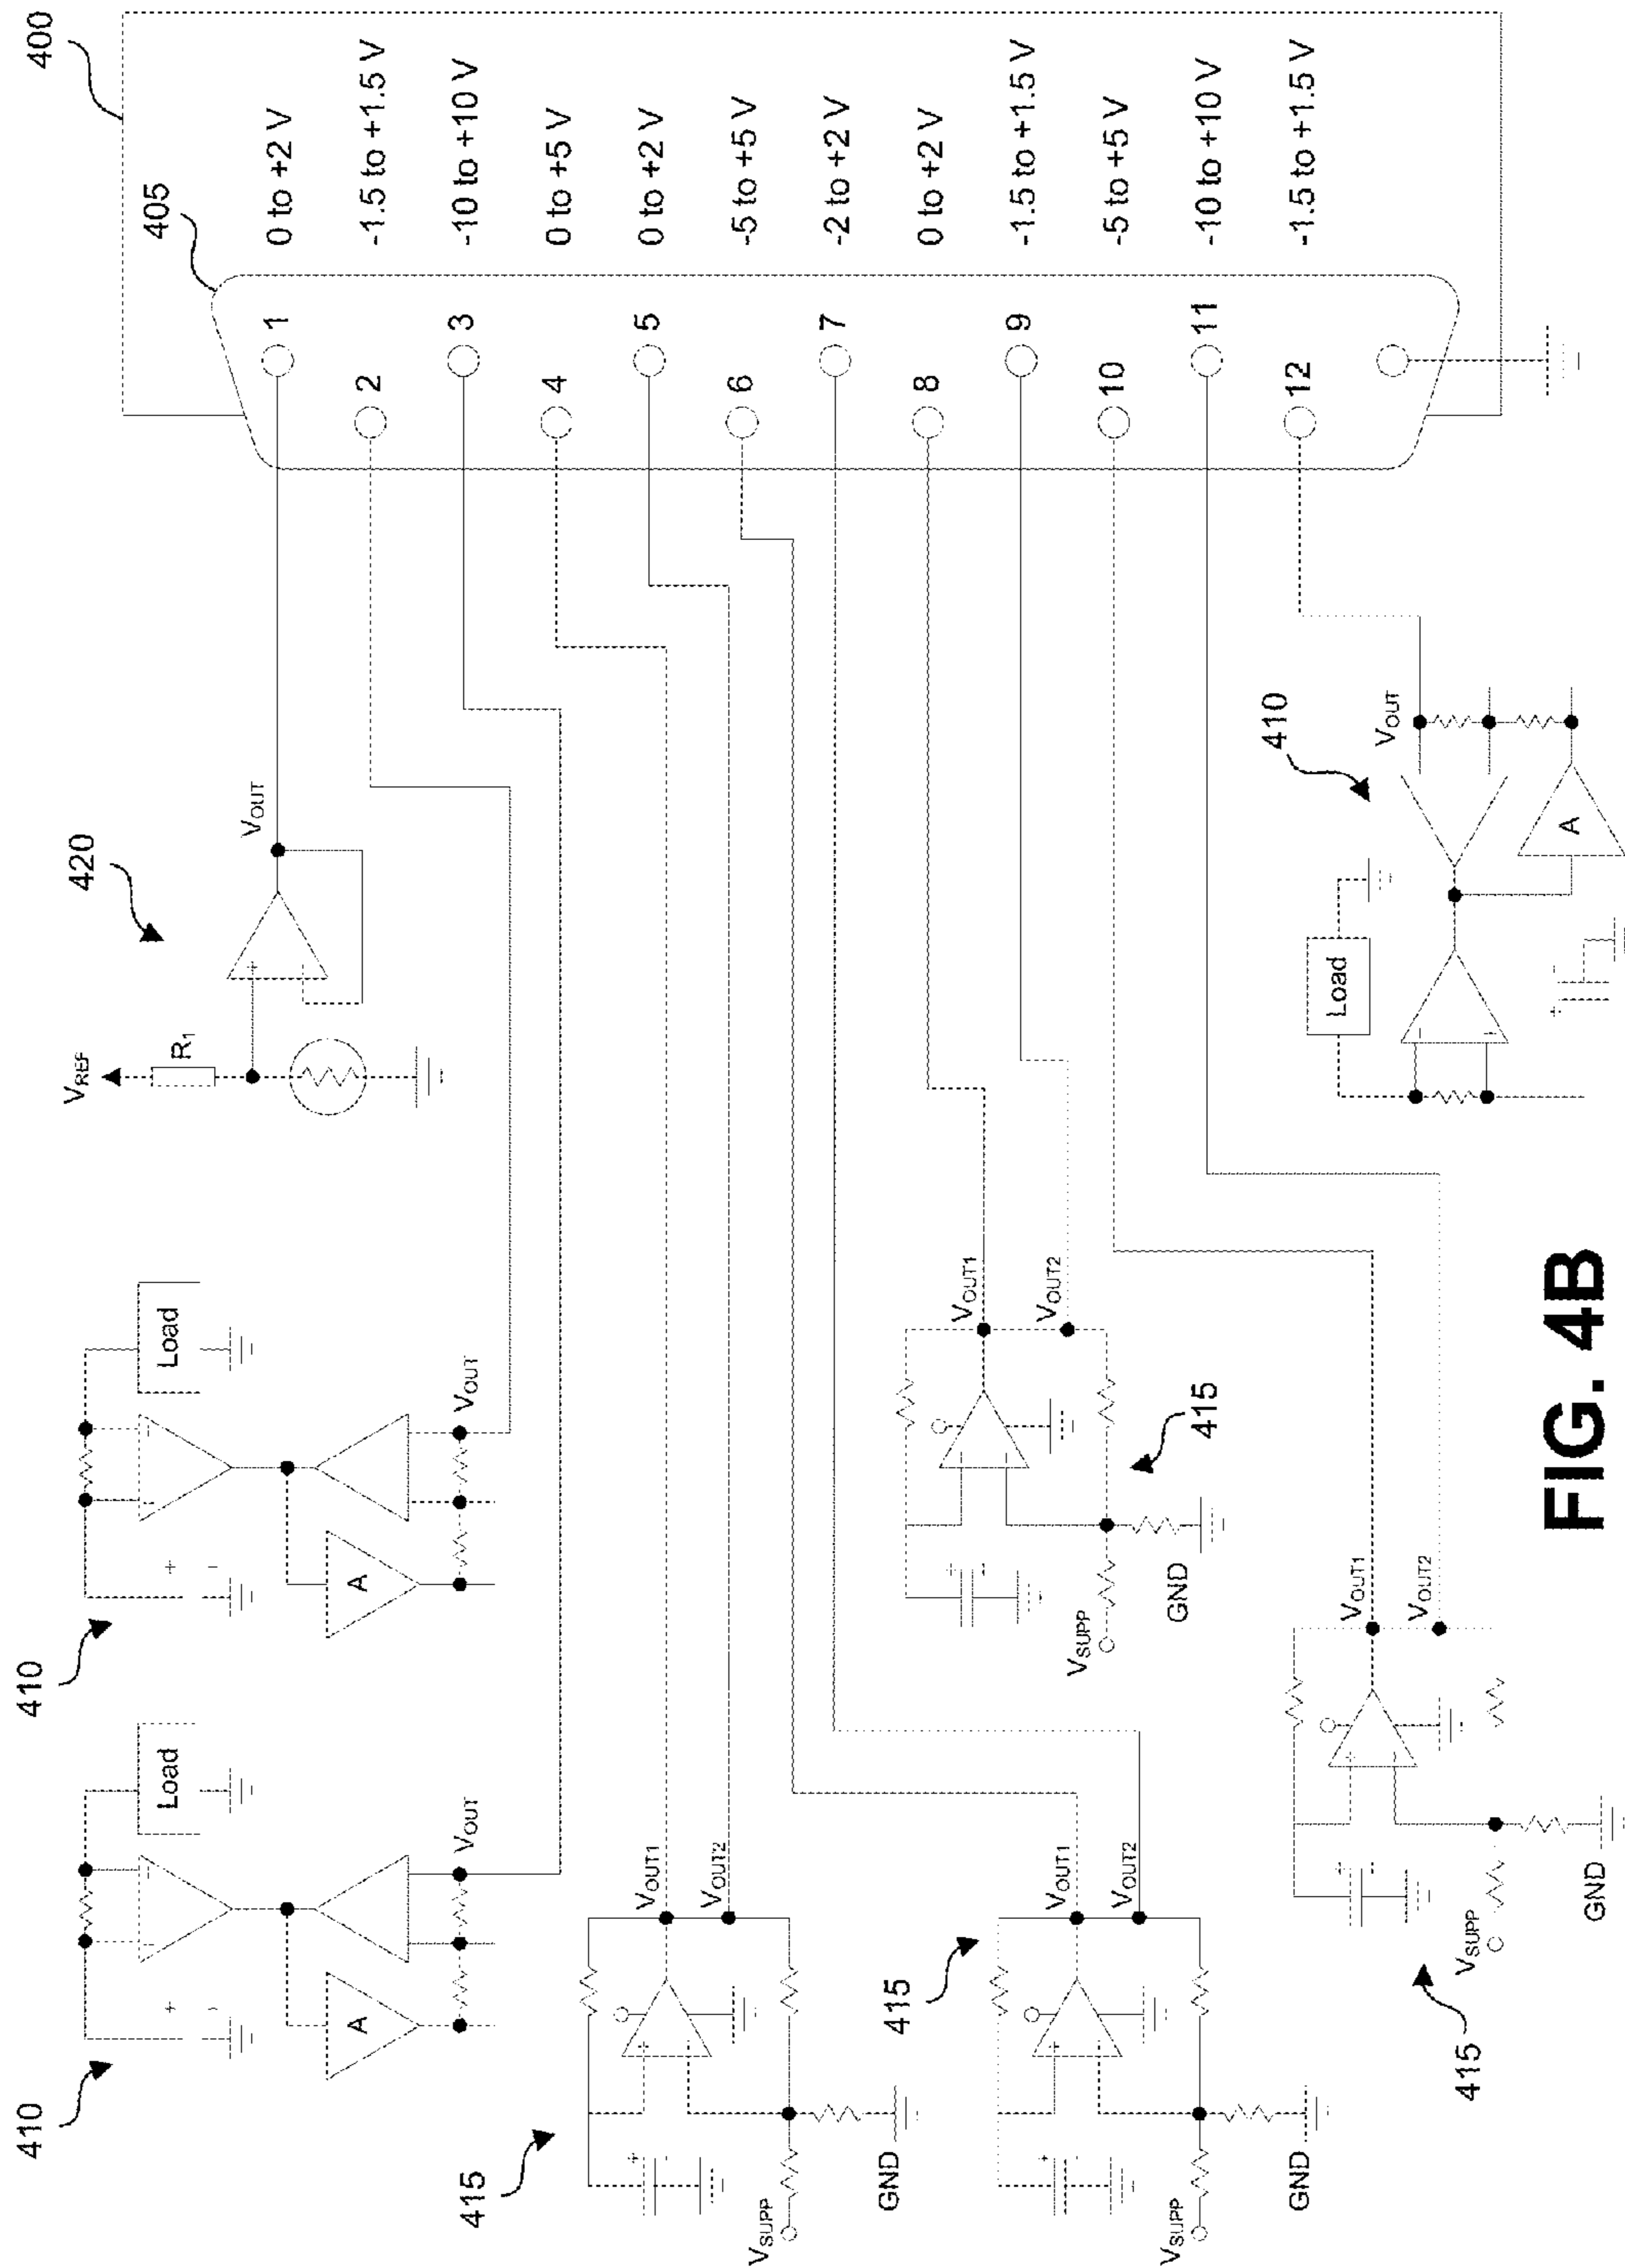 400
405
0 to +2 V
-1.5 to +1.5 V
-10 to +10 V
0 to +5 V
0 to +2 V
-5 to +5 V
-2 to +2 V
0 to +2 V
-1.5 to +1.5 V
-5 to +5 V
-10 to +10 V
-1.5 to +1.5 V
1
2
3
4
5
6
7
8
9
10
11
12
420
VREF
R1
+
VOUT
410
Load
+
-
A
VOUT
410
Load
+
-
A
VOUT
415
VOUT1
VOUT2
VSUPP
GND
415
VOUT1
VOUT2
VSUPP
GND
415
VOUT1
VOUT2
VSUPP
GND
415
VOUT1
VOUT2
VSUPP
GND
410
Load
+
A
VOUT
FIG. 4B